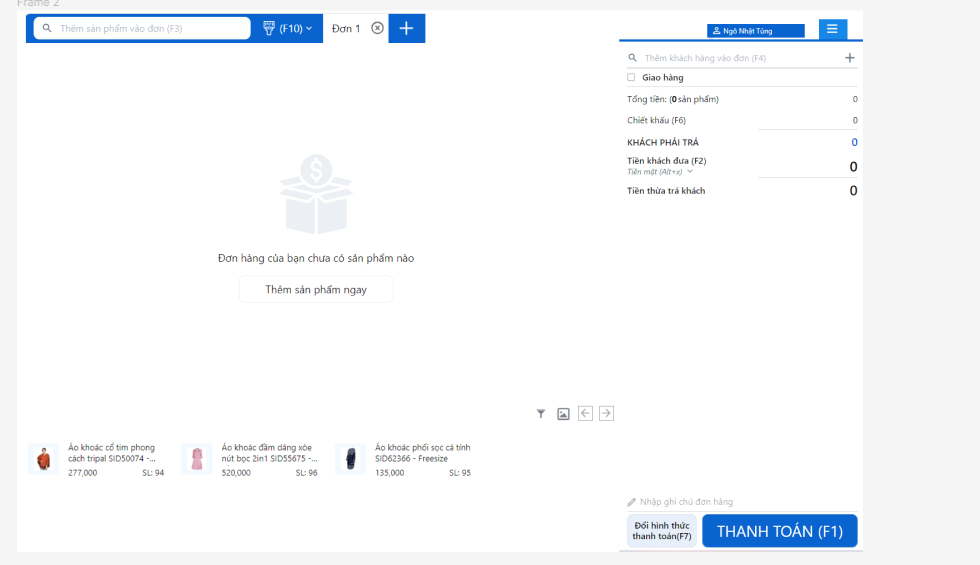 Frame 2
Thêm sản phẩm vào đơn (F3)
(F10)
Đơn 1
Ngô Nhật Tùng
Thêm khách hàng vào đơn (F4)
Giao hàng
Tổng tiền: (0 sản phẩm) 0
Chiết khấu (F6) 0
KHÁCH PHẢI TRẢ 0
Tiền khách đưa (F2) 0
Tiền mặt (Alt+x)
Tiền thừa trả khách 0
Đơn hàng của bạn chưa có sản phẩm nào
Thêm sản phẩm ngay
Áo khoác cổ tim phong
cách tripal SID50074 -...
277,000 SL: 94
Áo khoác đầm dáng xòe
nút bọc 2in1 SID55675 -...
520,000 SL: 96
Áo khoác phối sọc cá tính
SID62366 - Freesize
135,000 SL: 95
Nhập ghi chú đơn hàng
Đổi hình thức
thanh toán(F7)
THANH TOÁN (F1)